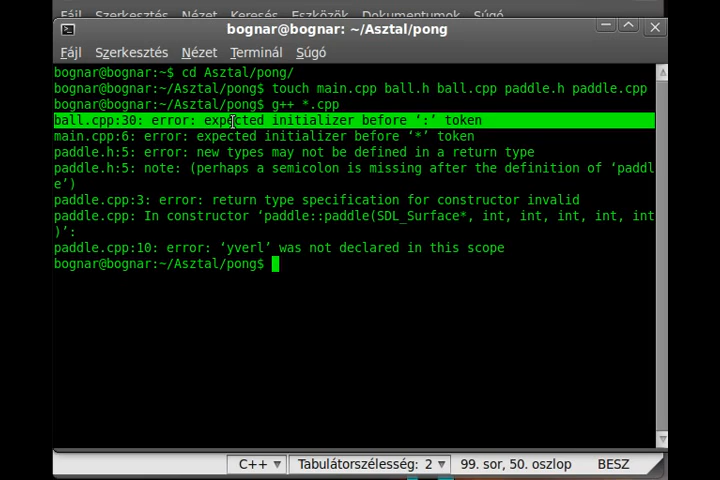 Fájl Szerkesztés Nézet Keresés Eszközök Dokumentumok Súgó
bognar@bognar: ~/Asztal/pong
Fájl Szerkesztés Nézet Terminál Súgó
bognar@bognar:~$ cd Asztal/pong/
bognar@bognar:~/Asztal/pong$ touch main.cpp ball.h ball.cpp paddle.h paddle.cpp
bognar@bognar:~/Asztal/pong$ g++ *.cpp
ball.cpp:30: error: expected initializer before ‘:’ token
main.cpp:6: error: expected initializer before ‘*’ token
paddle.h:5: error: new types may not be defined in a return type
paddle.h:5: note: (perhaps a semicolon is missing after the definition of ‘paddl
e’)
paddle.cpp:3: error: return type specification for constructor invalid
paddle.cpp: In constructor ‘paddle::paddle(SDL_Surface*, int, int, int, int, int
)’:
paddle.cpp:10: error: ‘yverl’ was not declared in this scope
bognar@bognar:~/Asztal/pong$
C++ Tabulátorszélesség: 2 99. sor, 50. oszlop BESZ